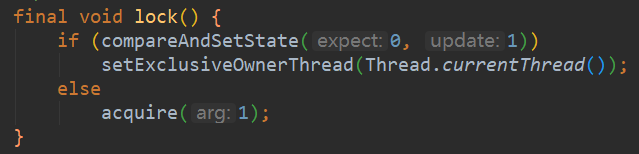 final void lock() {
    if (compareAndSetState( expect: 0, update: 1))
        setExclusiveOwnerThread(Thread.currentThread());
    else
        acquire( arg: 1);
}